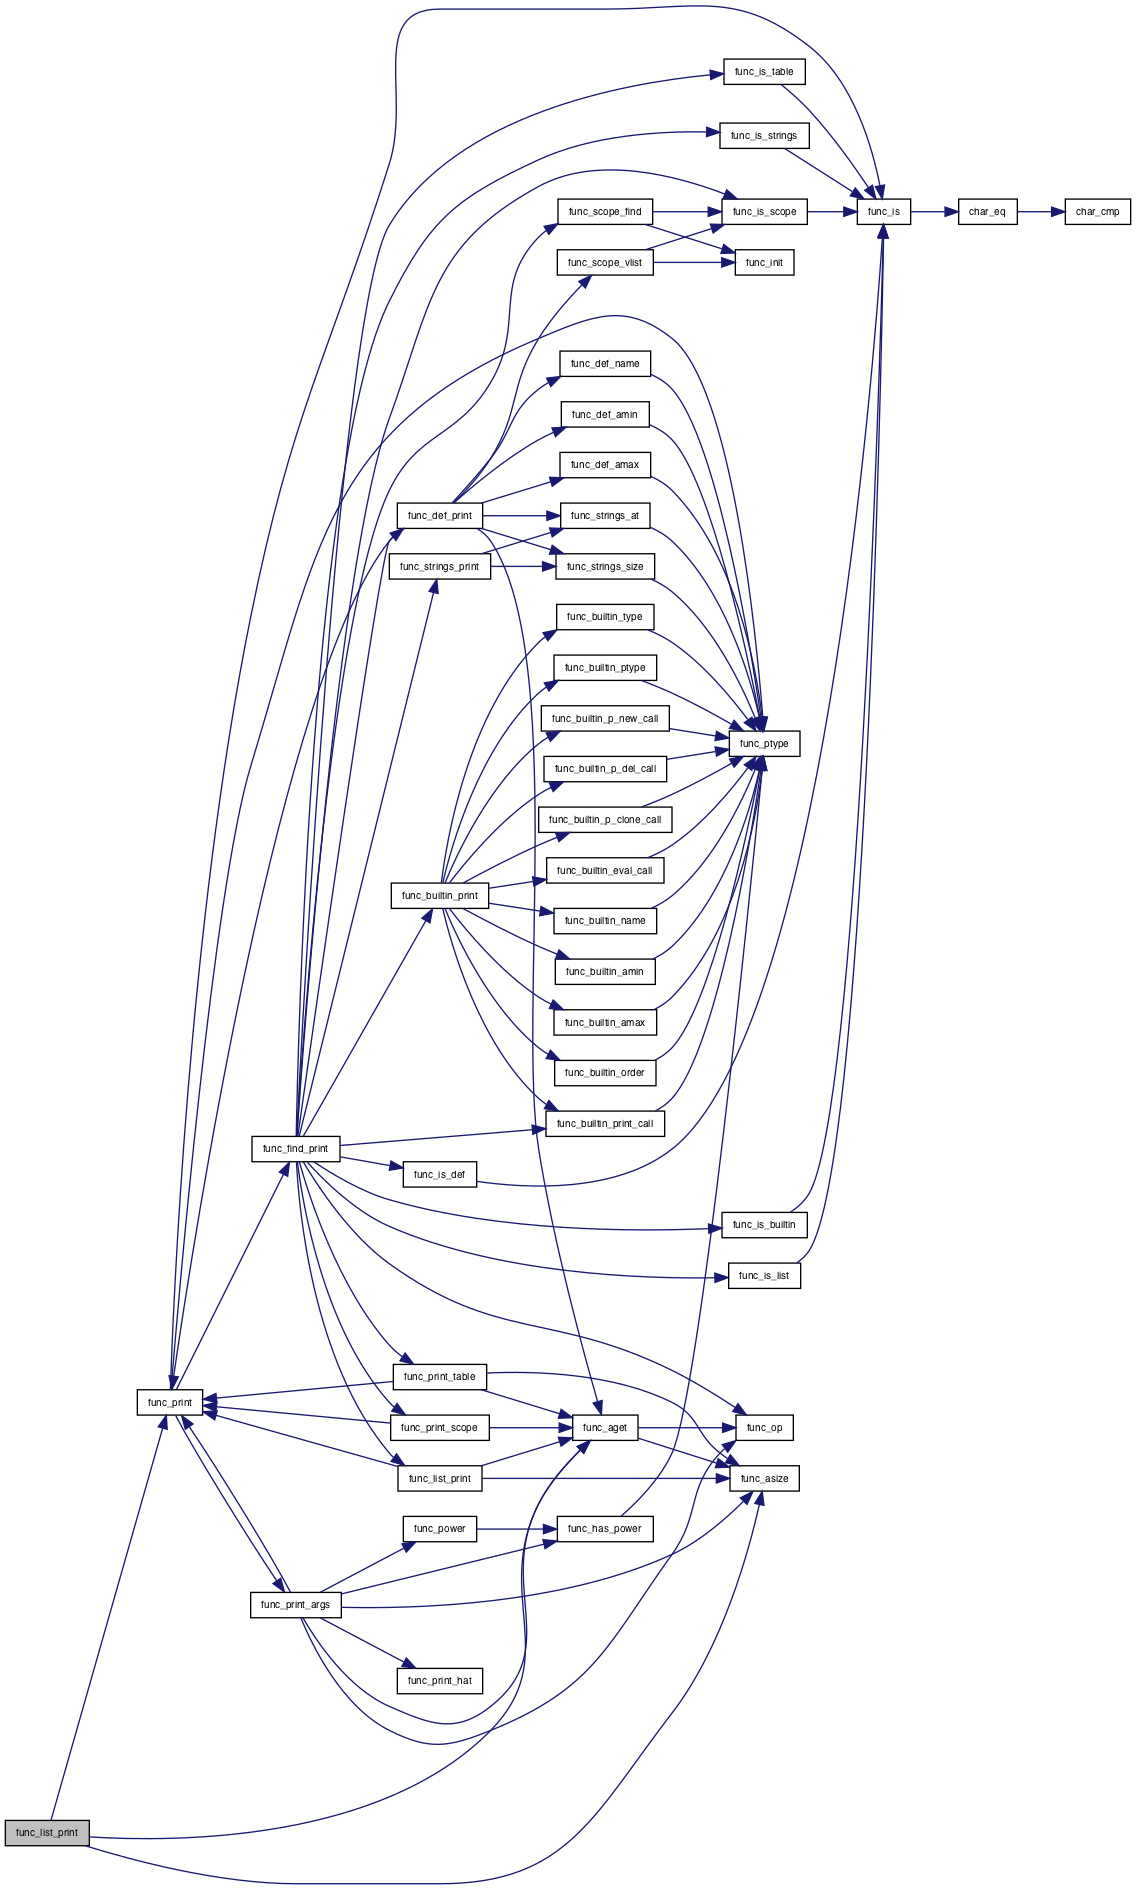 func_is_table
func_is_strings
func_scope_find
func_is_scope
func_is
char_eq
char_cmp
func_scope_vlist
func_init
func_def_name
func_def_amin
func_def_amax
func_def_print
func_strings_at
func_strings_print
func_strings_size
func_builtin_type
func_builtin_ptype
func_builtin_p_new_call
func_ptype
func_builtin_p_del_call
func_builtin_p_clone_call
func_builtin_eval_call
func_builtin_print
func_builtin_name
func_builtin_amin
func_builtin_amax
func_builtin_order
func_builtin_print_call
func_find_print
func_is_def
func_is_builtin
func_is_list
func_print_table
func_print
func_print_scope
func_aget
func_op
func_list_print
func_asize
func_power
func_has_power
func_print_args
func_print_hat
func_list_print